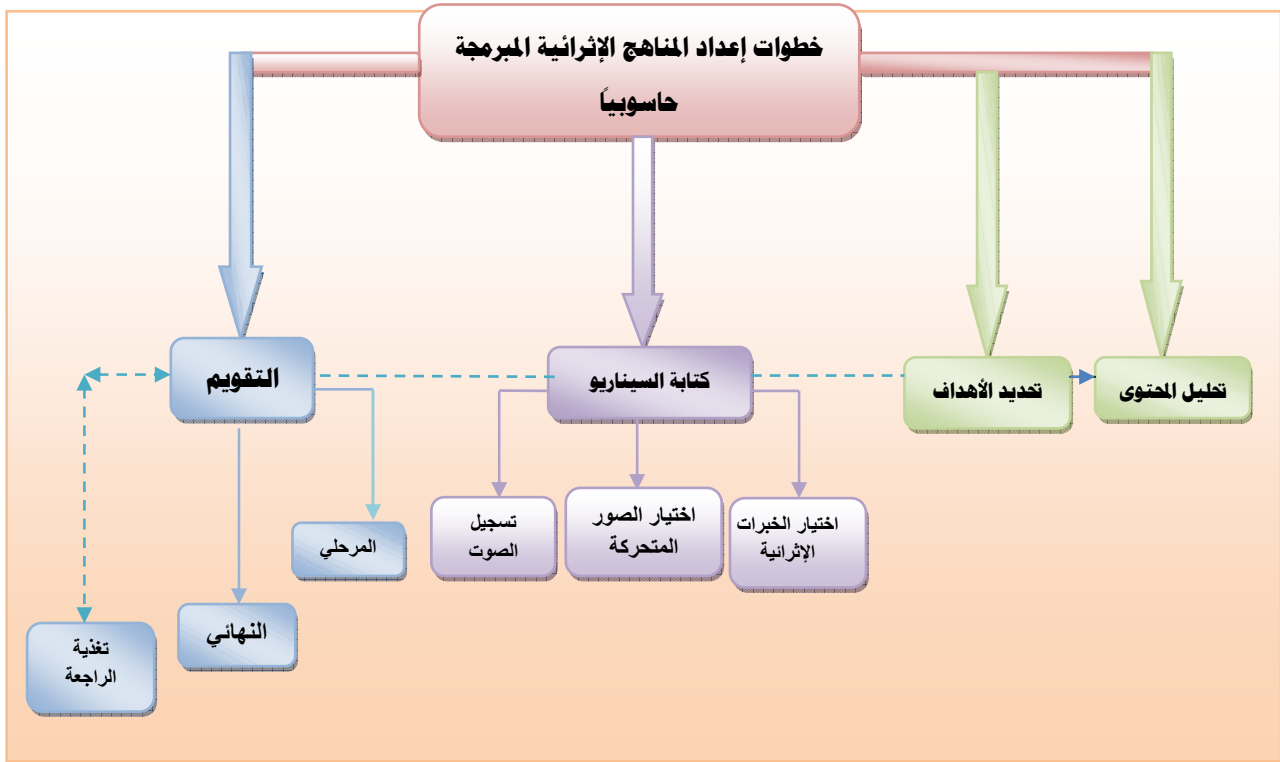 خطوات إعداد المناهج الإثرائية المبرمجة
حاسوبياً
تحليل المحتوى
تحديد الأهداف
كتابة السيناريو
التقويم
اختيار الخبرات
الإثرائية
اختيار الصور
المتحركة
تسجيل
الصوت
المرحلي
النهائي
تغذية
الراجعة